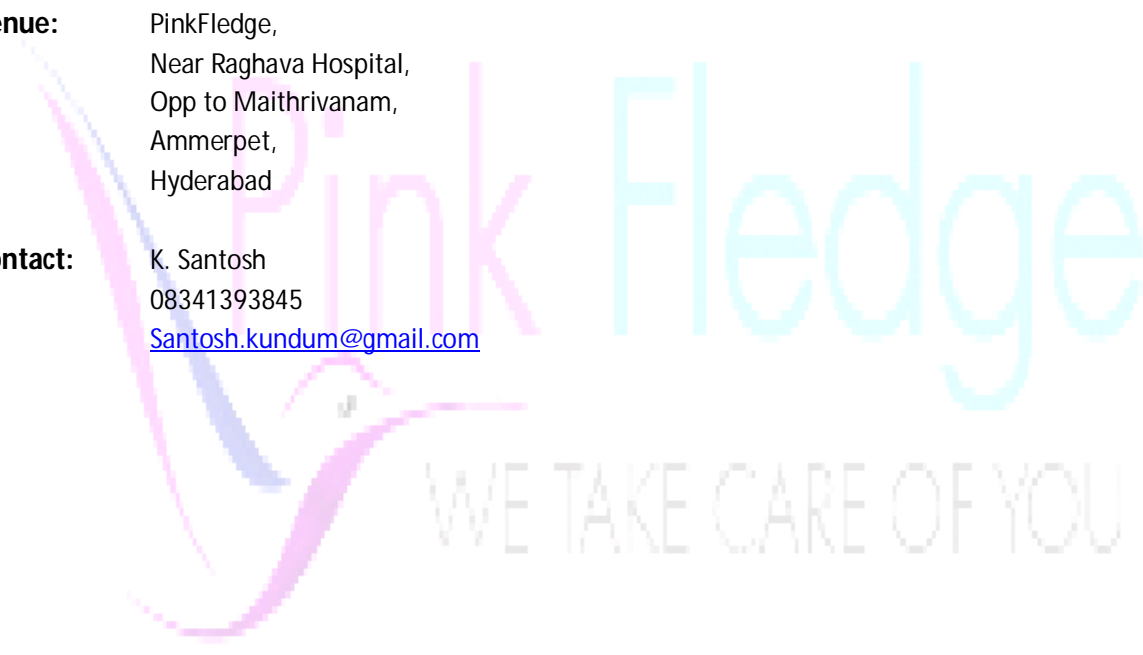 enue: PinkFledge,
Near Raghava Hospital,
Opp to Maithrivanam,
Ammerpet,
Hyderabad
ontact: K. Santosh
08341393845
Santosh.kundum@gmail.com
Pink Fledge
WE TAKE CARE OF YOU